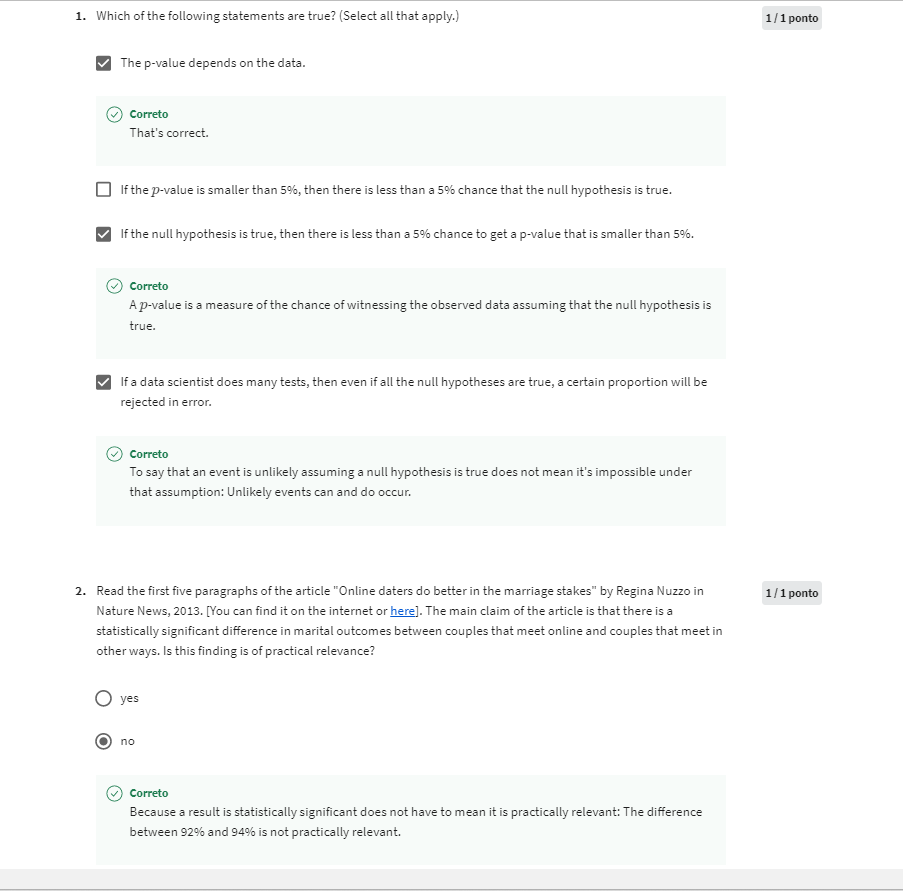 1. Which of the following statements are true? (Select all that apply.)
1 / 1 ponto
The p-value depends on the data.
Correto
That's correct.
If the p-value is smaller than 5%, then there is less than a 5% chance that the null hypothesis is true.
If the null hypothesis is true, then there is less than a 5% chance to get a p-value that is smaller than 5%.
Correto
A p-value is a measure of the chance of witnessing the observed data assuming that the null hypothesis is
true.
If a data scientist does many tests, then even if all the null hypotheses are true, a certain proportion will be
rejected in error.
Correto
To say that an event is unlikely assuming a null hypothesis is true does not mean it's impossible under
that assumption: Unlikely events can and do occur.
2. Read the first five paragraphs of the article "Online daters do better in the marriage stakes" by Regina Nuzzo in
1 / 1 ponto
Nature News, 2013. [You can find it on the internet or here]. The main claim of the article is that there is a
statistically significant difference in marital outcomes between couples that meet online and couples that meet in
other ways. Is this finding is of practical relevance?
yes
no
Correto
Because a result is statistically significant does not have to mean it is practically relevant: The difference
between 92% and 94% is not practically relevant.